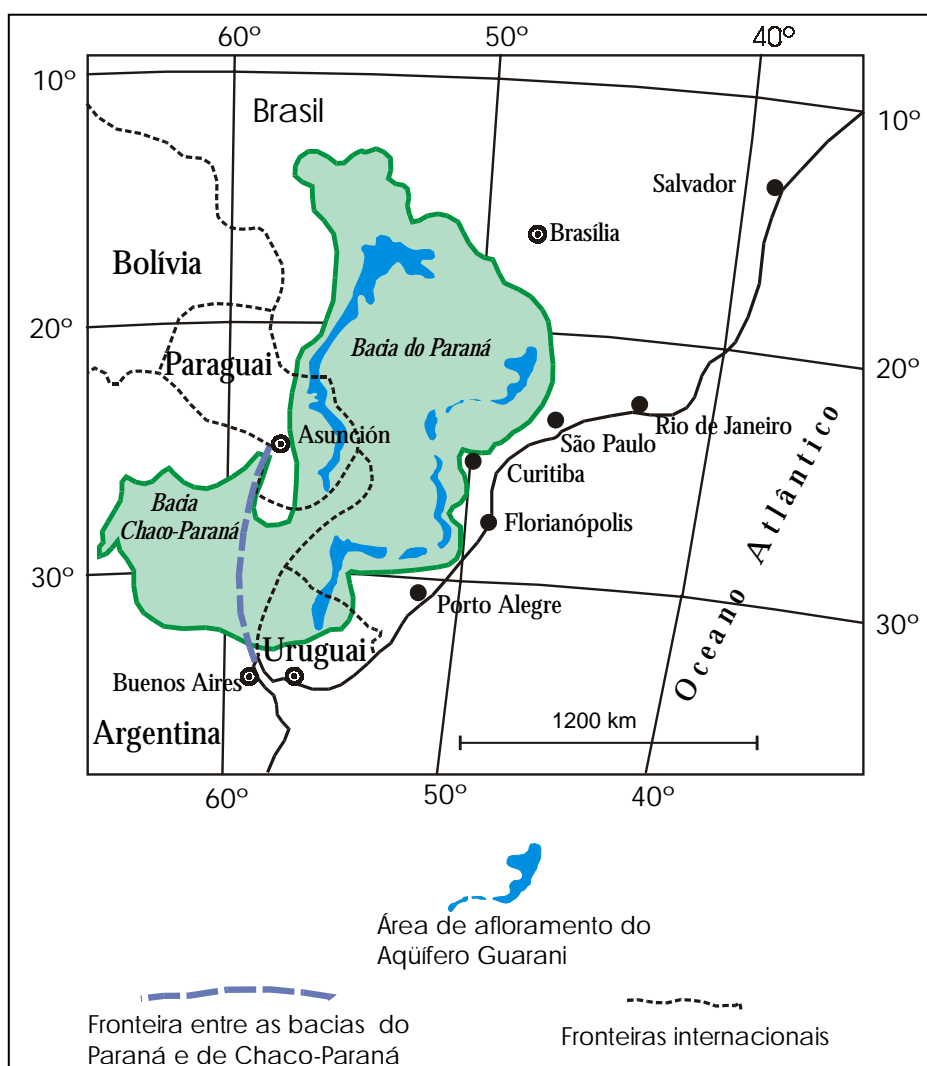 60º 50º 40º
10º
Brasil
10º
Salvador
Brasília
Bolívia
20º
Bacia do Paraná
Paraguai
20º
Asunción
Rio de Janeiro
São Paulo
Curitiba
Bacia
Chaco-Paraná
Florianópolis
Oceano Atlântico
30º
Porto Alegre
30º
Uruguai
Buenos Aires
Argentina
1200 km
60º 50º 40º
Área de afloramento do
Aqüífero Guarani
Fronteira entre as bacias do
Paraná e de Chaco-Paraná
Fronteiras internacionais